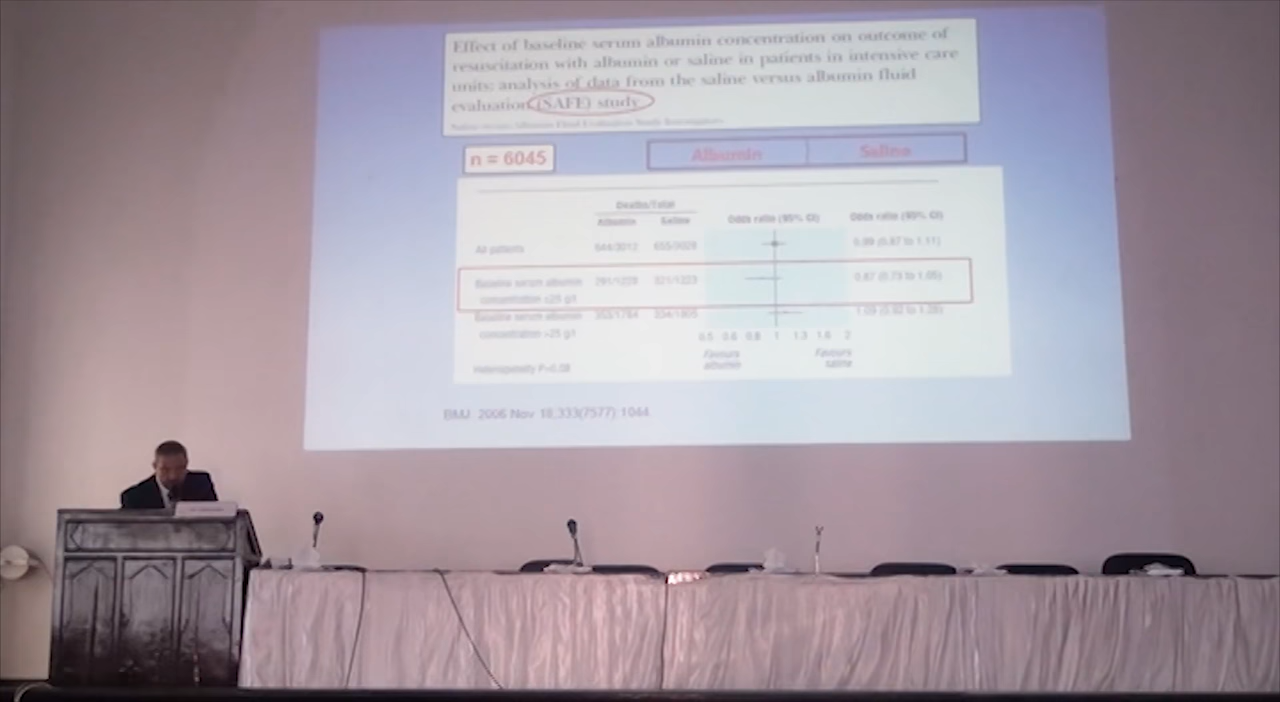 Effect of baseline serum albumin concentration on outcome of
resuscitation with albumin or saline in patients in intensive care
units: analysis of data from the saline versus albumin fluid
evaluation (SAFE) study
n = 6045
Albumin Saline
Deaths/Total
Albumin Saline Odds ratio (95% CI) Odds ratio (95% CI)
All patients 644/3012 655/3028 0.99 (0.87 to 1.11)
Baseline serum albumin 0.87 (0.73 to 1.05)
concentration ≤25 g/l
Baseline serum albumin 1.09 (0.92 to 1.28)
concentration >25 g/l
0.5 0.6 0.8 1 1.3 1.6 2
Favours Favours
albumin saline
Heterogeneity P=0.08
BMJ. 2006 Nov 18;333(7577):1044.